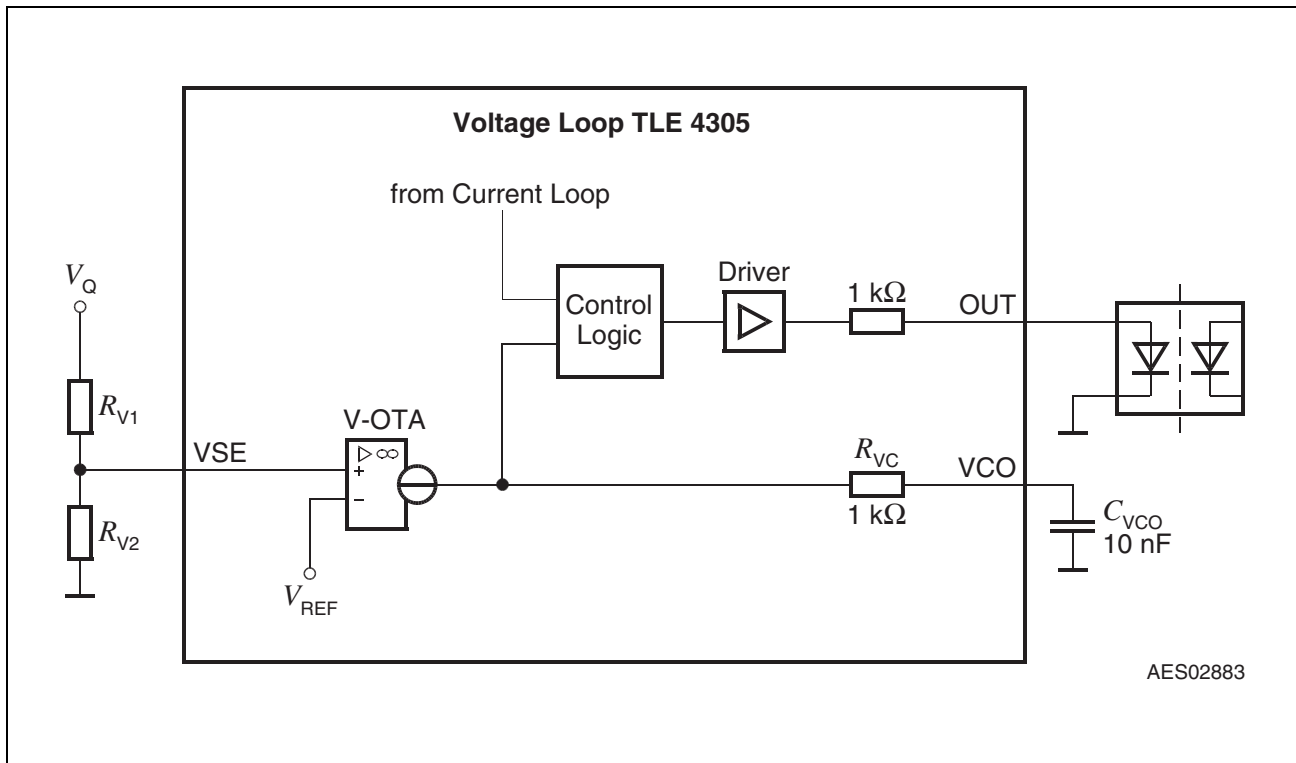 Voltage Loop TLE 4305
from Current Loop
V_Q
Driver
1 kΩ
OUT
Control
Logic
R_V1
V-OTA
VSE
▷ ∞
+
−
R_VC
VCO
1 kΩ
C_VCO
10 nF
R_V2
V_REF
AES02883